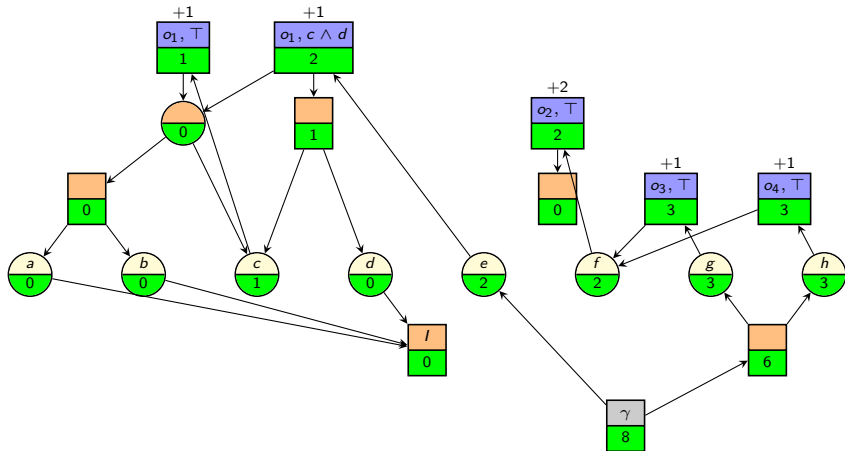 +1 +1
o₁, ⊤ o₁, c ∧ d
1 2
+2
o₂, ⊤
0 1 2
+1 +1
o₃, ⊤ o₄, ⊤
0 0 3 3
a b c d e f g h
0 0 1 0 2 2 3 3
I
0 6
γ
8